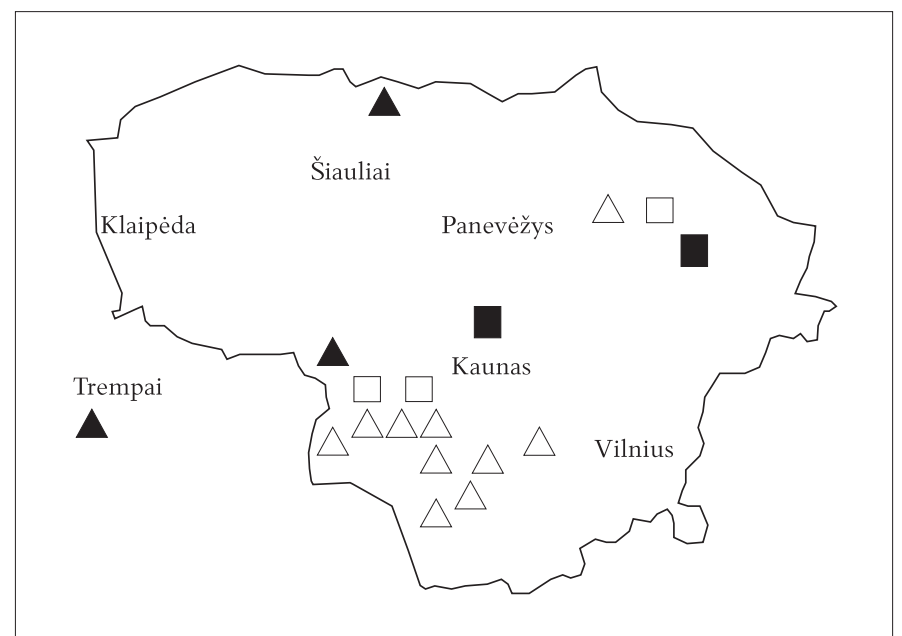 Šiauliai
Klaipėda
Panevėžys
Kaunas
Trempai
Vilnius